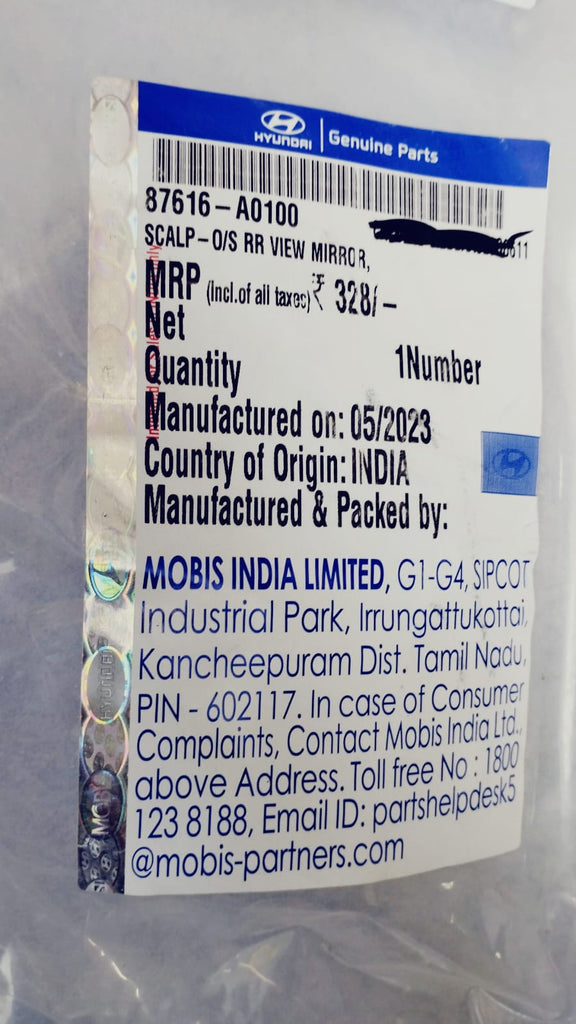 HYUNDAI | Genuine Parts
87616-A0100
SCALP-O/S RR VIEW MIRROR,
MRP (Incl.of all taxes) ₹ 328/-
Net
Quantity 1Number
Manufactured on: 05/2023
Country of Origin: INDIA
Manufactured & Packed by:
MOBIS INDIA LIMITED, G1-G4, SIPCOT
Industrial Park, Irrungattukottai,
Kancheepuram Dist. Tamil Nadu,
PIN - 602117. In case of Consumer
Complaints, Contact Mobis India Ltd.,
above Address. Toll free No : 1800
123 8188, Email ID: partshelpdesk5
@mobis-partners.com
HYUNDAI
MOBIS